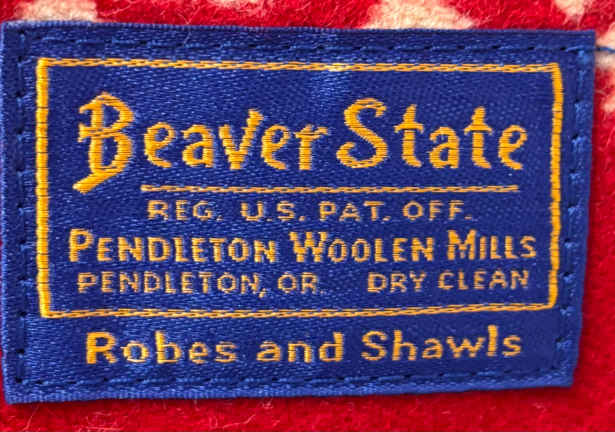 Beaver State
REG. U.S. PAT. OFF.
PENDLETON WOOLEN MILLS
PENDLETON, OR. DRY CLEAN
Robes and Shawls